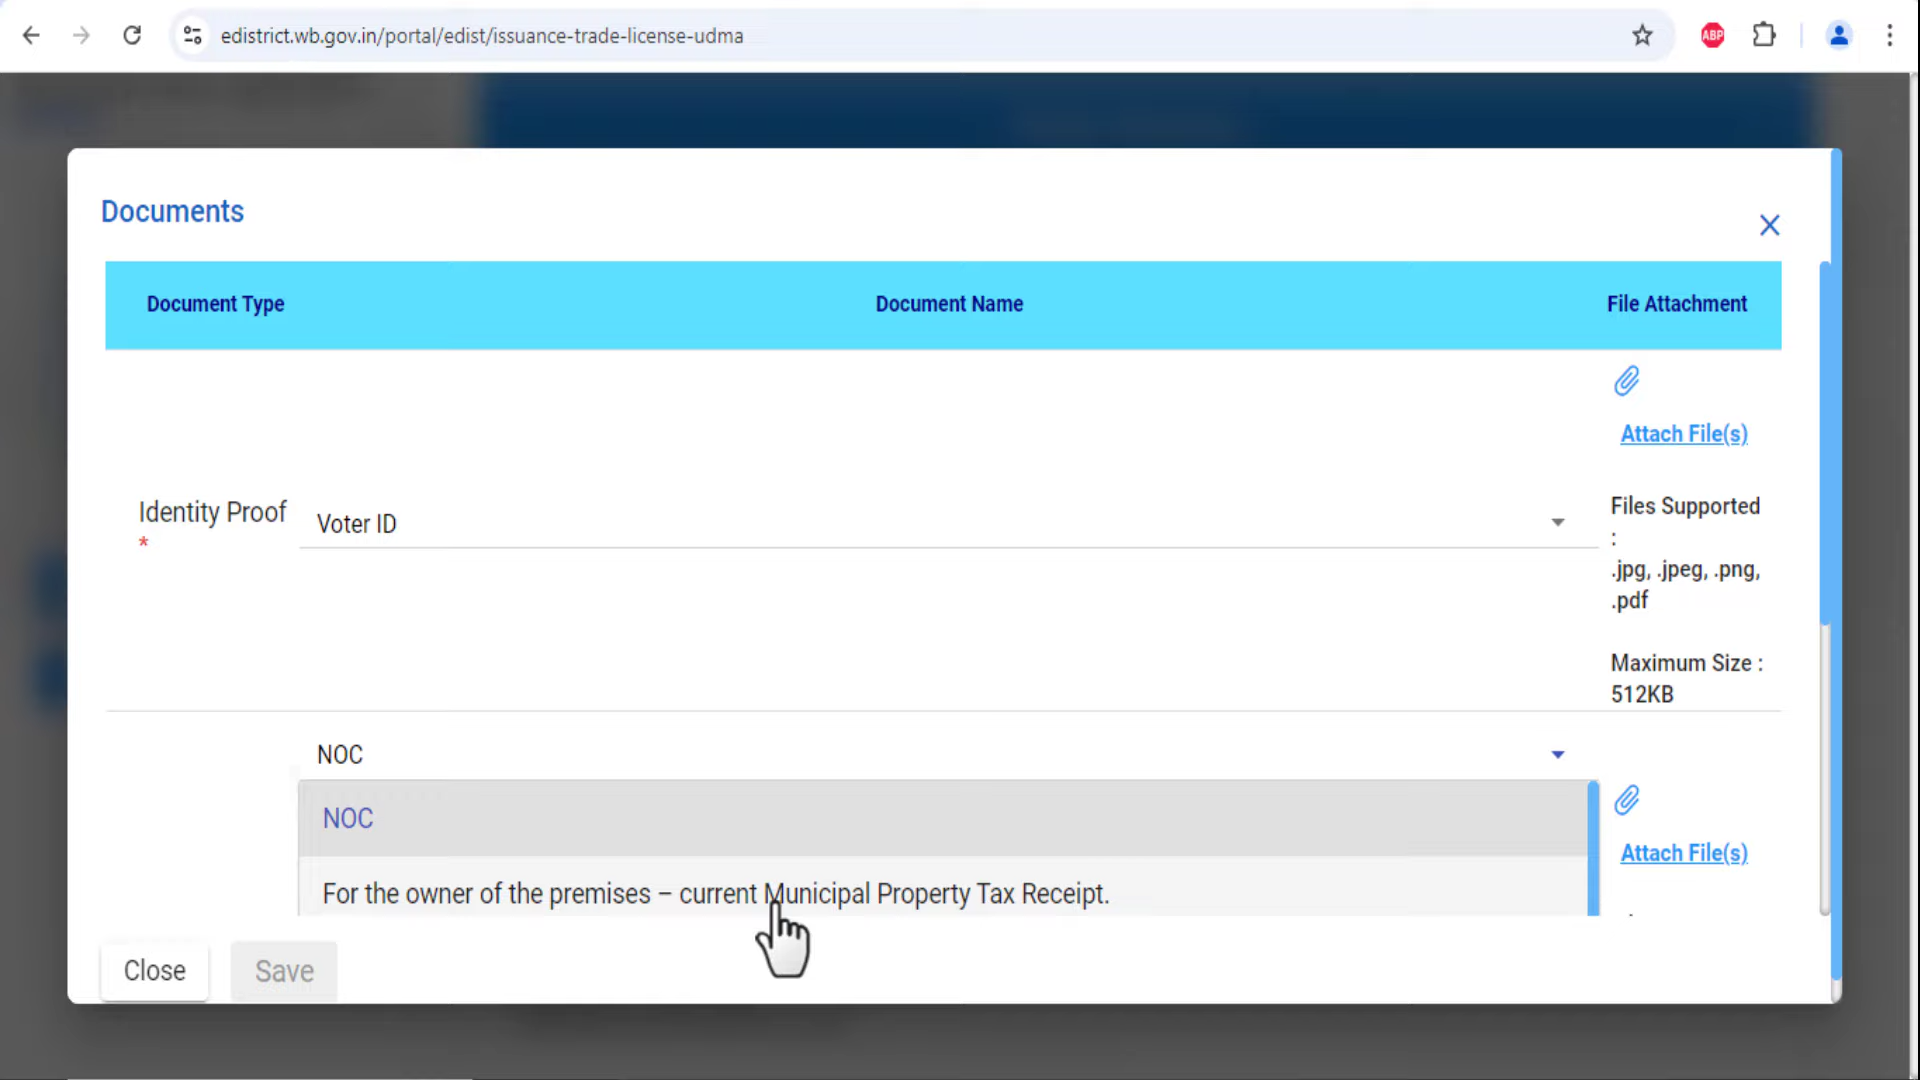 edistrict.wb.gov.in/portal/edist/issuance-trade-license-udma
ABP
Documents
Document Type
Document Name
File Attachment
Attach File(s)
Identity Proof
*
Voter ID
Files Supported
:
.jpg, .jpeg, .png,
.pdf
Maximum Size :
512KB
NOC
NOC
For the owner of the premises – current Municipal Property Tax Receipt.
Attach File(s)
Close
Save